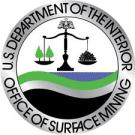 U.S. DEPARTMENT OF THE INTERIOR
OFFICE OF SURFACE MINING